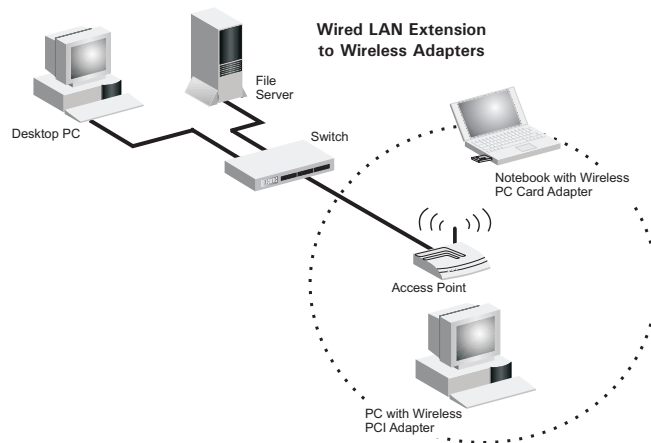 Wired LAN Extension
to Wireless Adapters
File
Server
Desktop PC
Switch
Notebook with Wireless
PC Card Adapter
Access Point
PC with Wireless
PCI Adapter